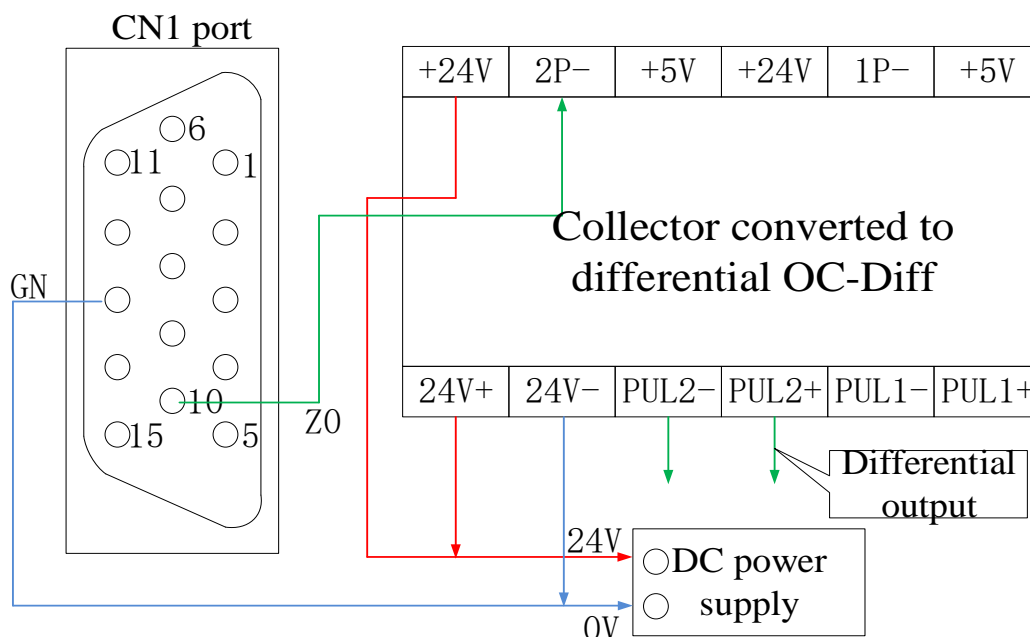 CN1 port
+24V 2P- +5V +24V 1P- +5V
6
11 1
Collector converted to
differential OC-Diff
GN
24V+ 24V- PUL2- PUL2+ PUL1- PUL1+
10
ZO
15 5
Differential
output
24V
DC power
supply
0V